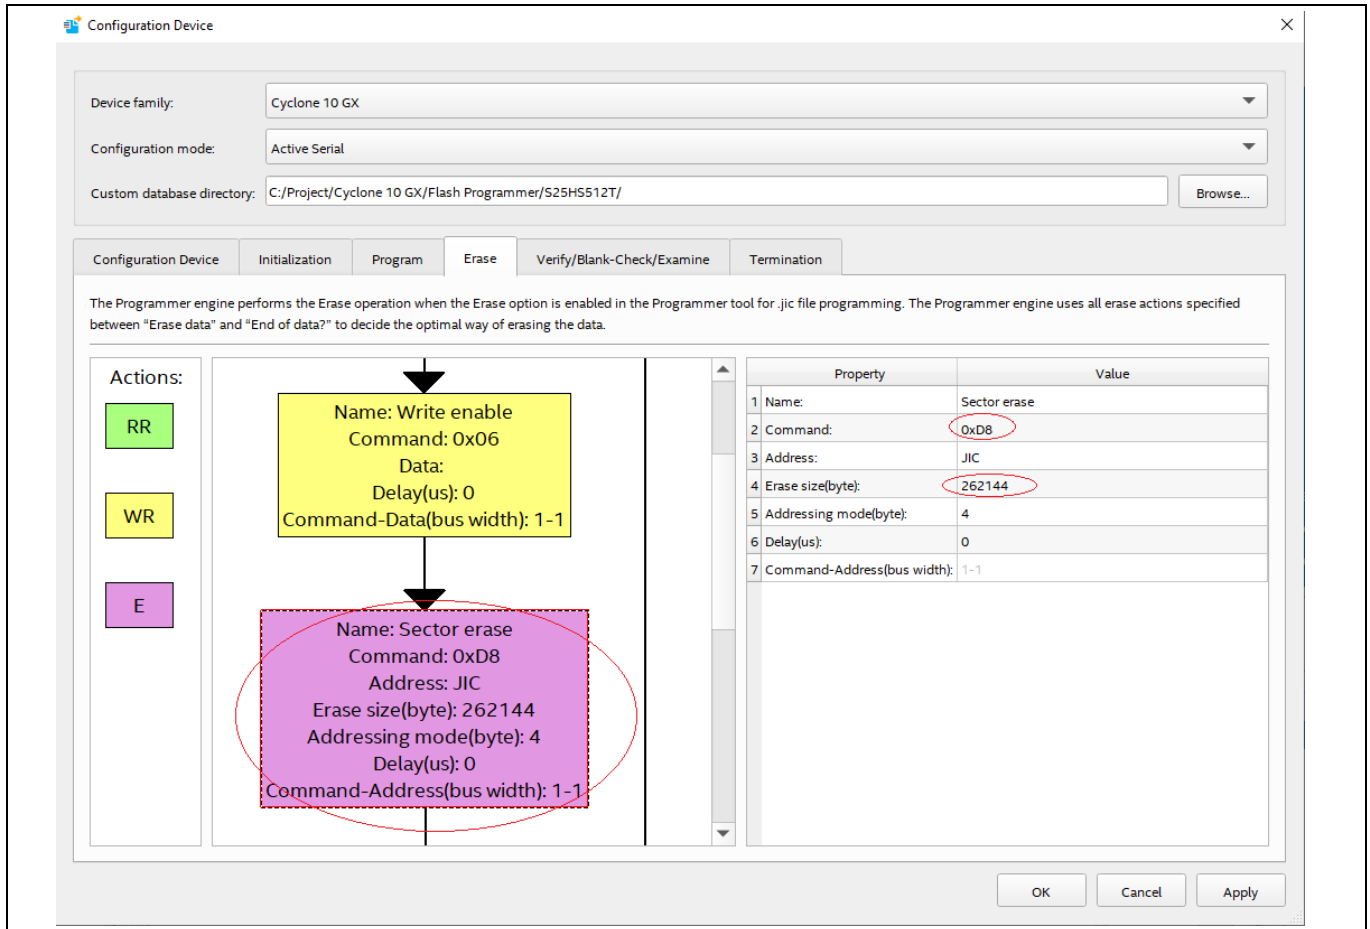 Configuration Device
Device family:
Cyclone 10 GX
Configuration mode:
Active Serial
Custom database directory:
C:/Project/Cyclone 10 GX/Flash Programmer/S25HS512T/
Browse...
Configuration Device
Initialization
Program
Erase
Verify/Blank-Check/Examine
Termination
The Programmer engine performs the Erase operation when the Erase option is enabled in the Programmer tool for .jic file programming. The Programmer engine uses all erase actions specified
between “Erase data” and “End of data?” to decide the optimal way of erasing the data.
Actions:
RR
WR
E
Name: Write enable
Command: 0x06
Data:
Delay(us): 0
Command-Data(bus width): 1-1
Name: Sector erase
Command: 0xD8
Address: JIC
Erase size(byte): 262144
Addressing mode(byte): 4
Delay(us): 0
Command-Address(bus width): 1-1
Property Value
1 Name: Sector erase
2 Command: 0xD8
3 Address: JIC
4 Erase size(byte): 262144
5 Addressing mode(byte): 4
6 Delay(us): 0
7 Command-Address(bus width): 1-1
OK
Cancel
Apply